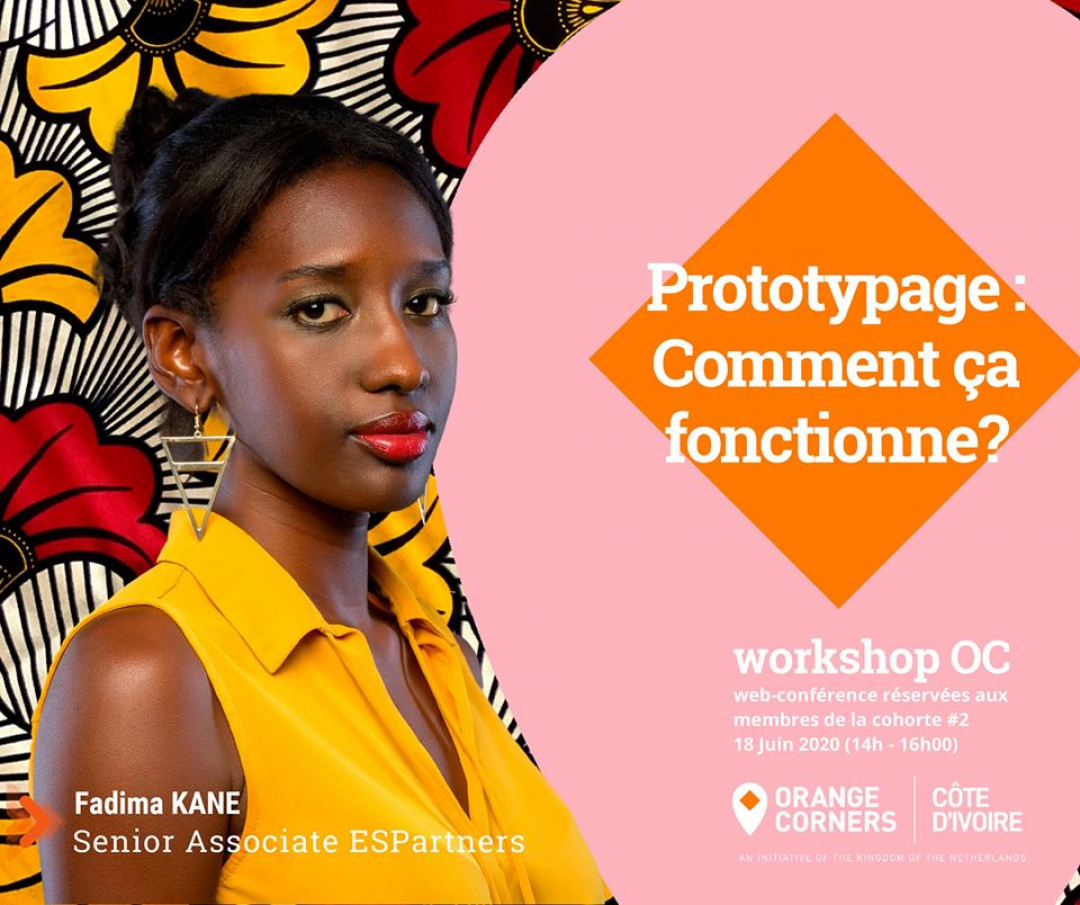 Prototypage :
Comment ça
fonctionne?
workshop OC
web-conférence réservées aux
membres de la cohorte #2
18 Juin 2020 (14h - 16h00)
Fadima KANE
Senior Associate ESPartners
ORANGE
CORNERS
CÔTE
D'IVOIRE
AN INITIATIVE OF THE KINGDOM OF THE NETHERLANDS